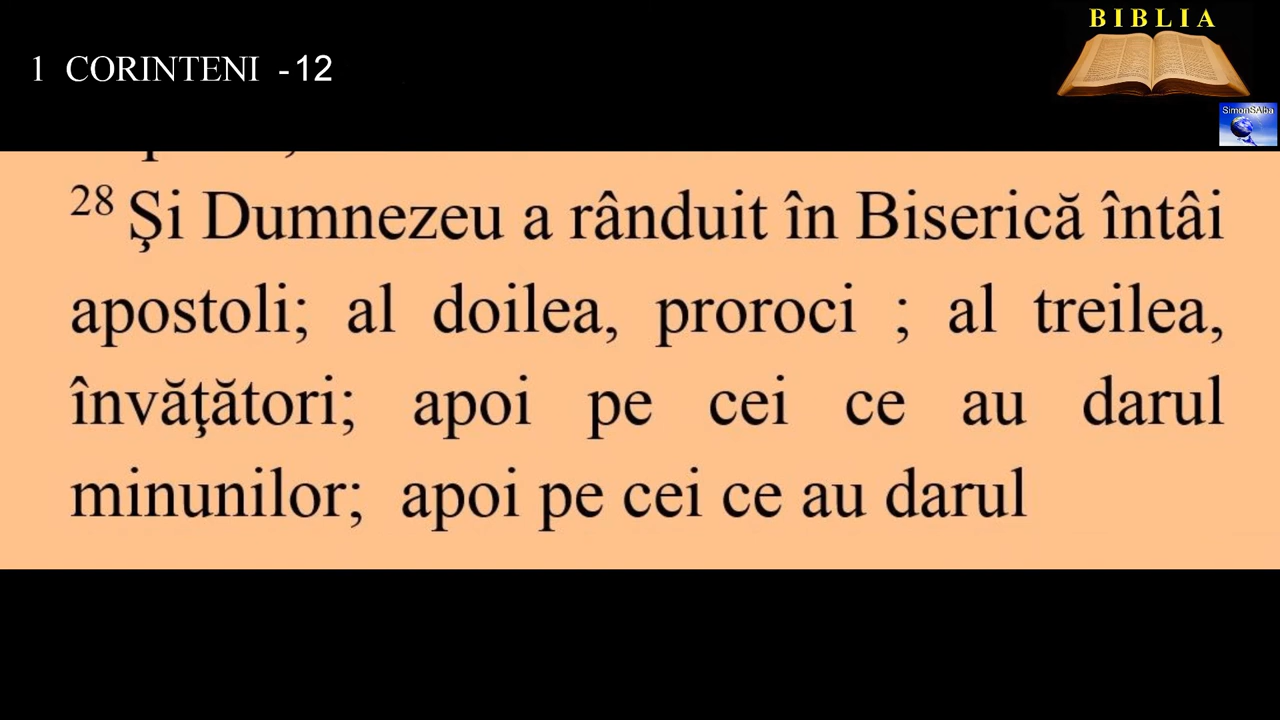 BIBLIA
1 CORINTENI -12
SimonSAlba
28 Şi Dumnezeu a rânduit în Biserică întâi
apostoli; al doilea, proroci ; al treilea,
învăţători; apoi pe cei ce au darul
minunilor; apoi pe cei ce au darul